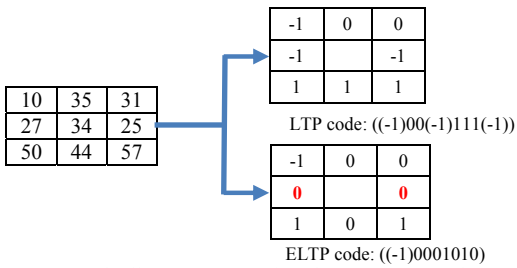 -1 0 0
-1 -1
1 1 1
10 35 31
27 34 25
50 44 57
LTP code: ((-1)00(-1)111(-1))
-1 0 0
0 0
1 0 1
ELTP code: ((-1)0001010)